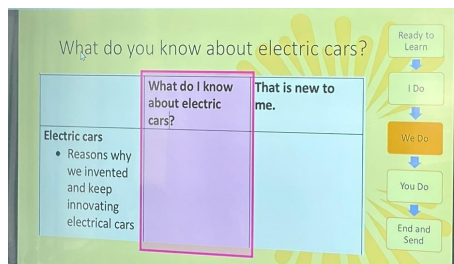 What do you know about electric cars?
What do I know
about electric
cars?
That is new to
me.
Electric cars
• Reasons why
we invented
and keep
innovating
electrical cars
Ready to
Learn
I Do
We Do
You Do
End and
Send